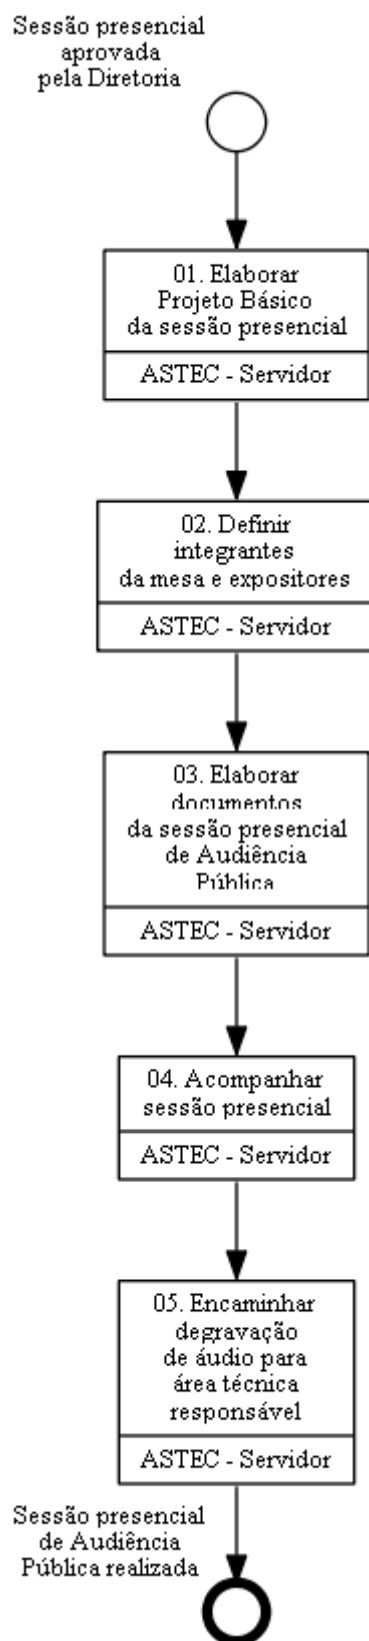 Sessão presencial
aprovada
pela Diretoria
01. Elaborar
Projeto Básico
da sessão presencial
ASTEC - Servidor
02. Definir
integrantes
da mesa e expositores
ASTEC - Servidor
03. Elaborar
documentos
da sessão presencial
de Audiência
Pública
ASTEC - Servidor
04. Acompanhar
sessão presencial
ASTEC - Servidor
05. Encaminhar
degravação
de áudio para
área técnica
responsável
ASTEC - Servidor
Sessão presencial
de Audiência
Pública realizada